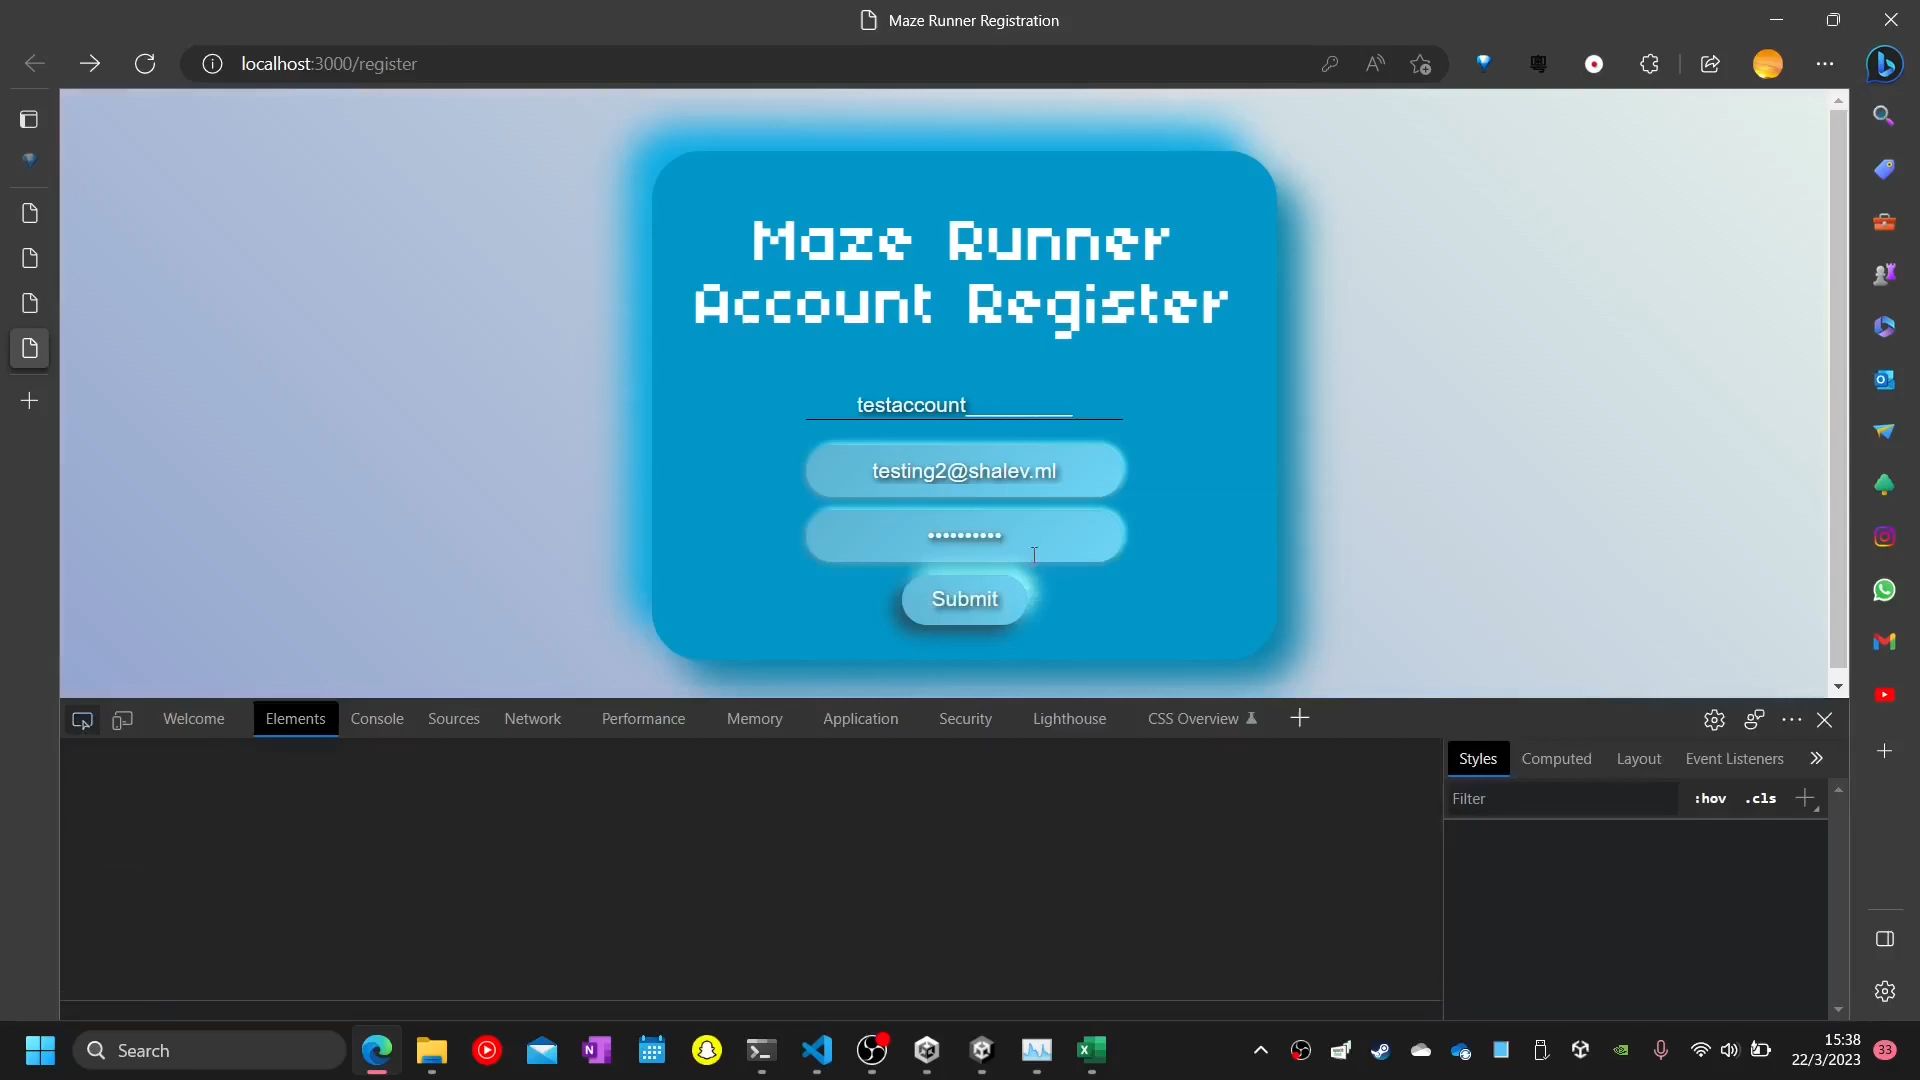 Maze Runner Registration
localhost:3000/register
Maze Runner
Account Register
testaccount__________
testing2@shalev.ml
••••••••••
Submit
Welcome Elements Console Sources Network Performance Memory Application Security Lighthouse CSS Overview
Styles Computed Layout Event Listeners
Filter :hov .cls
Search
15:38
22/3/2023
33